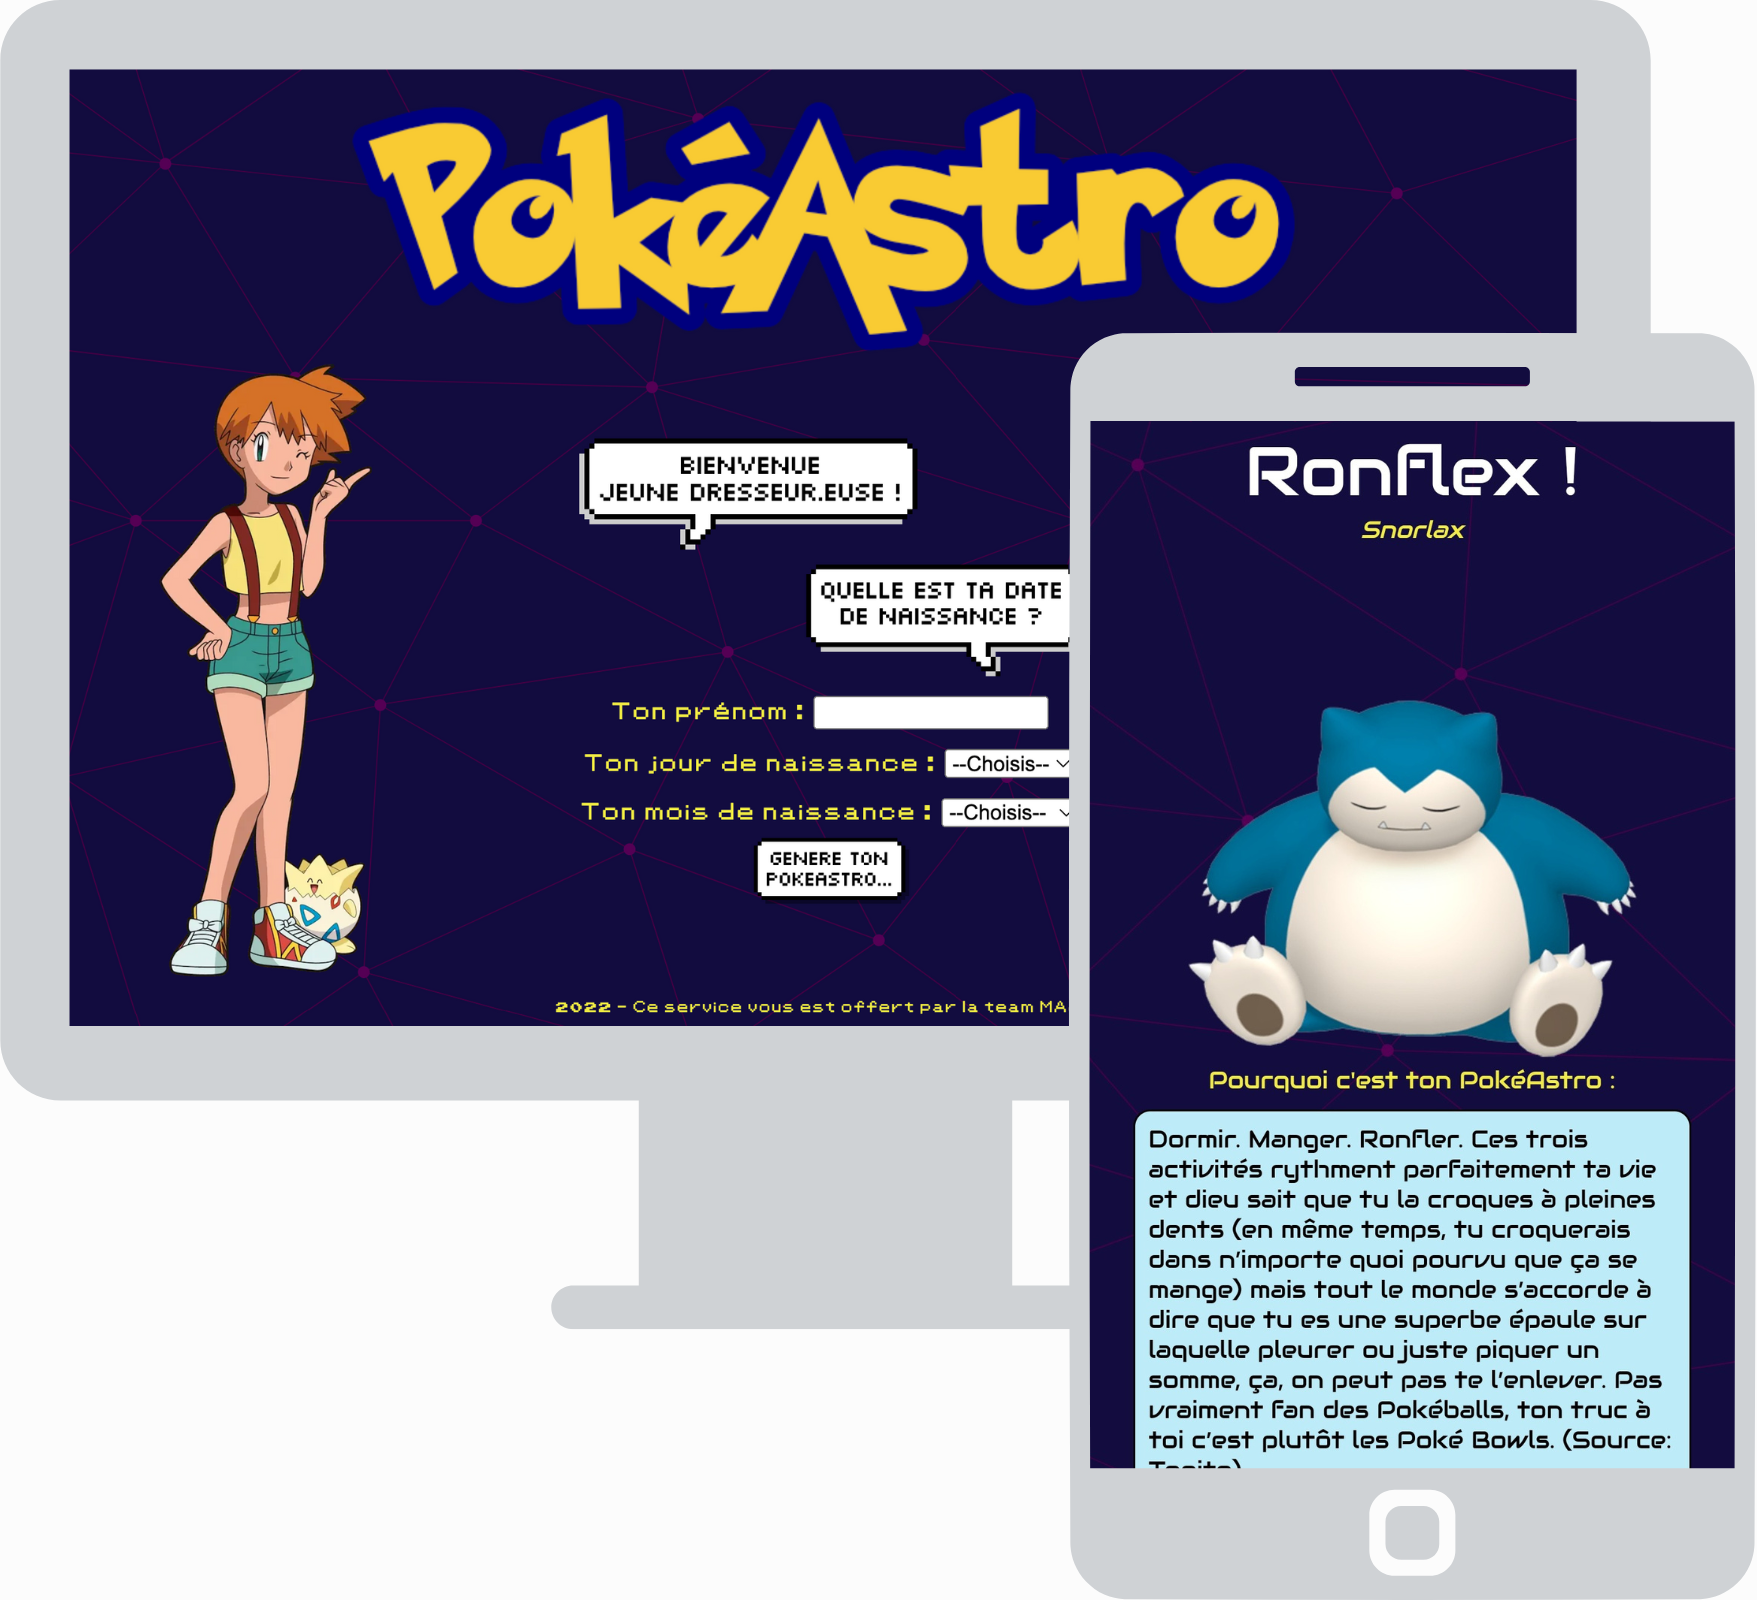 PokéAstro
BIENVENUE
JEUNE DRESSEUR.EUSE !
QUELLE EST TA DATE
DE NAISSANCE ?
Ton prénom :
Ton jour de naissance : --Choisis--
Ton mois de naissance : --Choisis--
GENERE TON
POKEASTRO...
2022 - Ce service vous est offert par la team MA
Ronflex !
Snorlax
Pourquoi c'est ton PokéAstro :
Dormir. Manger. Ronfler. Ces trois
activités rythment parfaitement ta vie
et dieu sait que tu la croques à pleines
dents (en même temps, tu croquerais
dans n’importe quoi pourvu que ça se
mange) mais tout le monde s’accorde à
dire que tu es une superbe épaule sur
laquelle pleurer ou juste piquer un
somme, ça, on peut pas te l’enlever. Pas
vraiment fan des Pokéballs, ton truc à
toi c’est plutôt les Poké Bowls. (Source: